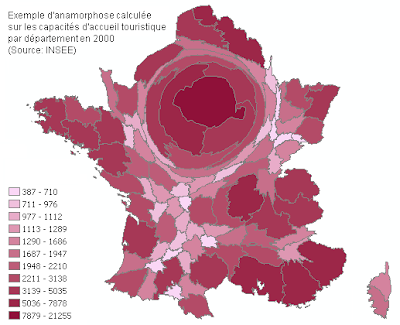 Exemple d'anamorphose calculée
sur les capacités d'accueil touristique
par département en 2000
(Source: INSEE)
387 - 710
711 - 976
977 - 1112
1113 - 1289
1290 - 1686
1687 - 1947
1948 - 2210
2211 - 3138
3139 - 5035
5036 - 7878
7879 - 21255